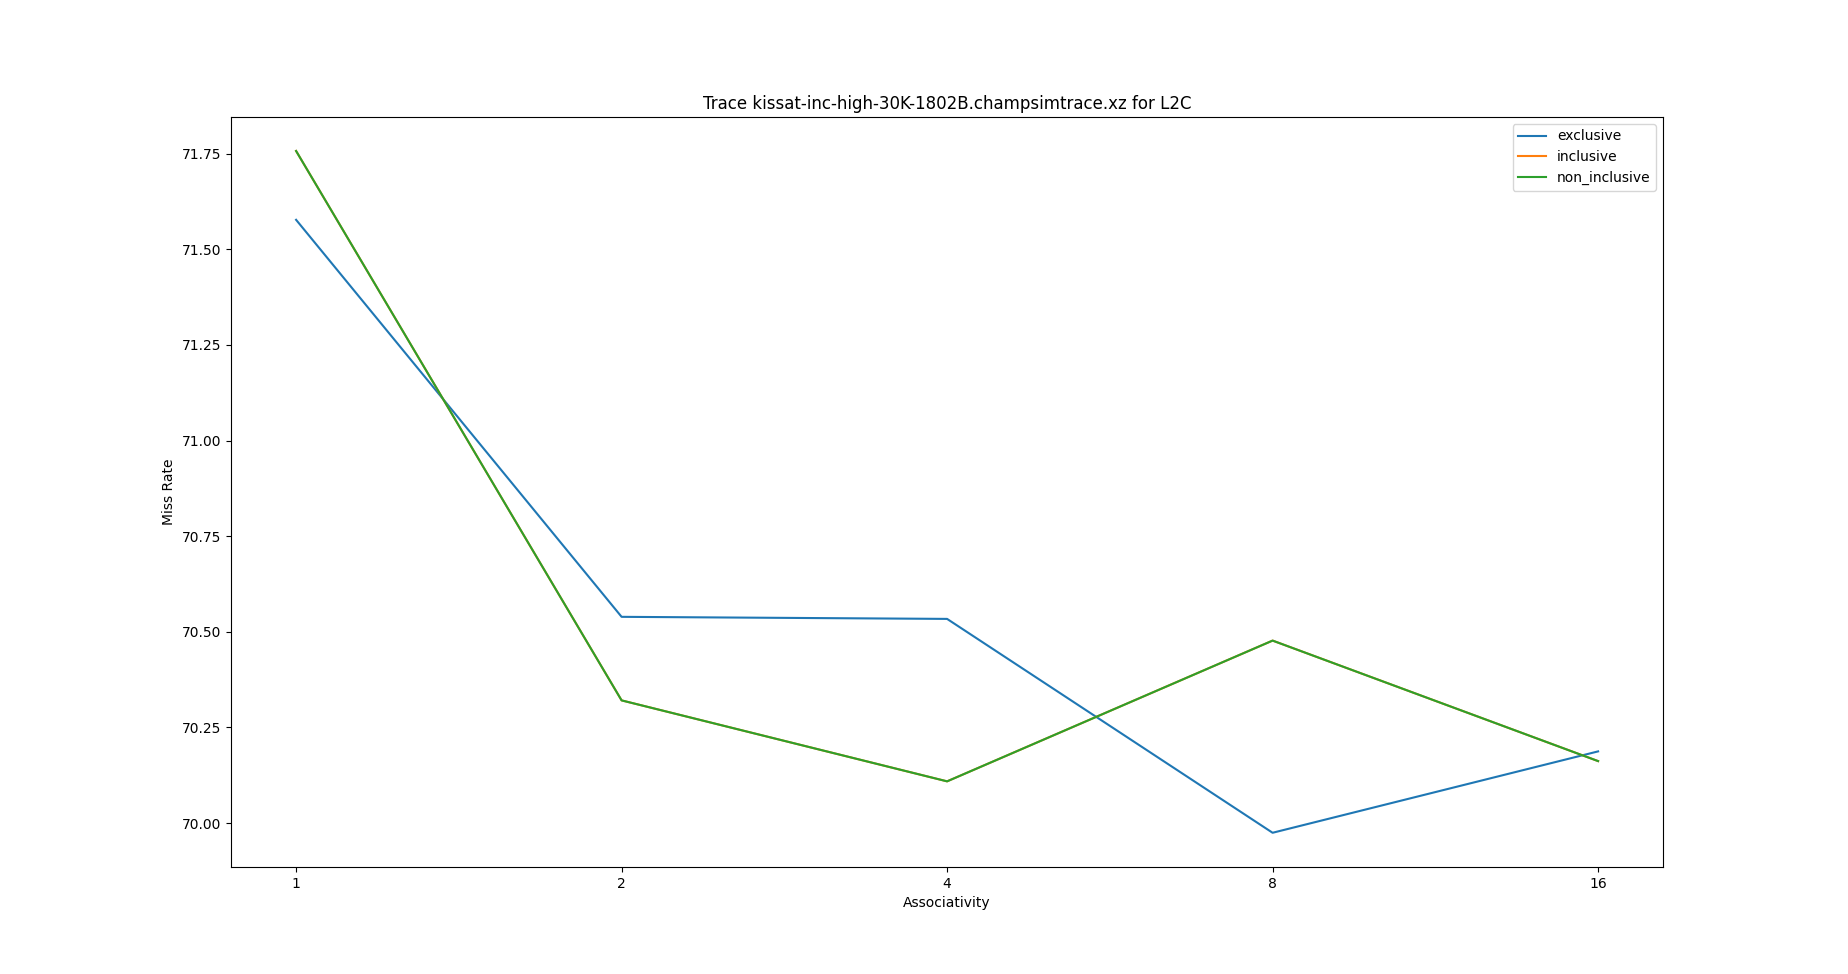 Trace kissat-inc-high-30K-1802B.champsimtrace.xz for L2C
exclusive
inclusive
non_inclusive
Miss Rate
71.75
71.50
71.25
71.00
70.75
70.50
70.25
70.00
1 2 4 8 16
Associativity